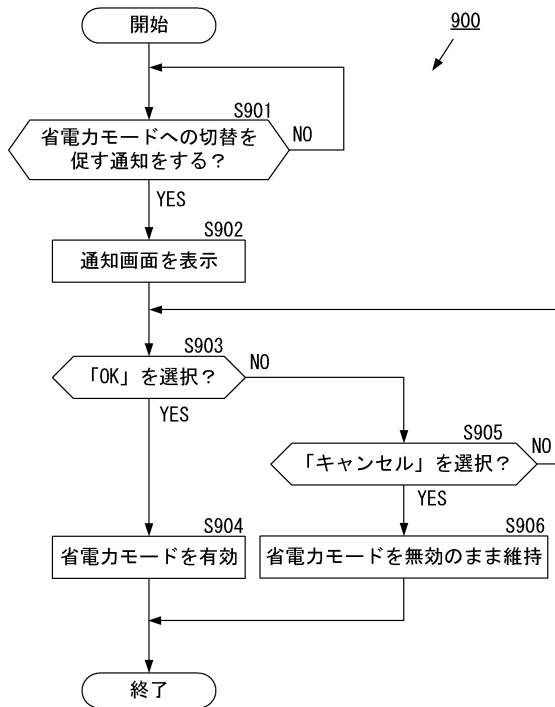 開始
900
S901
省電力モードへの切替を
促す通知をする？
NO
YES
S902
通知画面を表示
S903
「OK」を選択？
NO
YES
S905
「キャンセル」を選択？
NO
YES
S904
省電力モードを有効
S906
省電力モードを無効のまま維持
終了